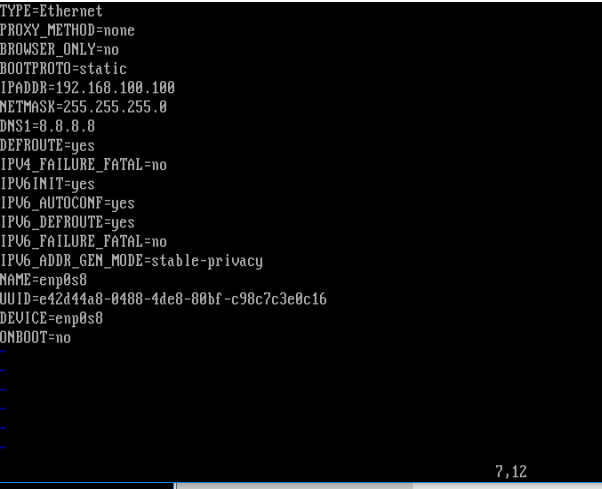 TYPE=Ethernet
PROXY_METHOD=none
BROWSER_ONLY=no
BOOTPROTO=static
IPADDR=192.168.100.100
NETMASK=255.255.255.0
DNS1=8.8.8.8
DEFROUTE=yes
IPV4_FAILURE_FATAL=no
IPV6INIT=yes
IPV6_AUTOCONF=yes
IPV6_DEFROUTE=yes
IPV6_FAILURE_FATAL=no
IPV6_ADDR_GEN_MODE=stable-privacy
NAME=enp0s8
UUID=e42d44a8-0488-4de8-80bf-c98c7c3e0c16
DEVICE=enp0s8
ONBOOT=no
~
~
~
~
~
~
7,12